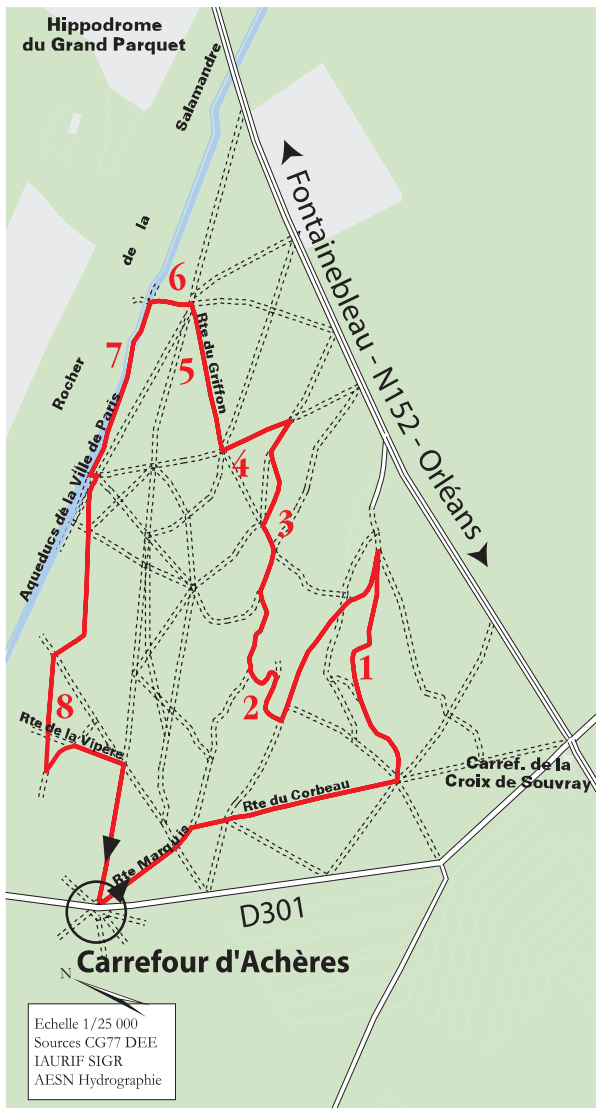 Hippodrome
du Grand Parquet
Salamandre
de la
Rocher
Fontainebleau - N152 - Orléans
6
7
5
Rte du Griffon
4
Aqueducs de la Ville de Paris
3
1
2
8
Rte de la Vipère
Carref. de la
Croix de Souvray
Rte du Corbeau
Rte Marquis
D301
Carrefour d'Achères
N
Echelle 1/25 000
Sources CG77 DEE
IAURIF SIGR
AESN Hydrographie